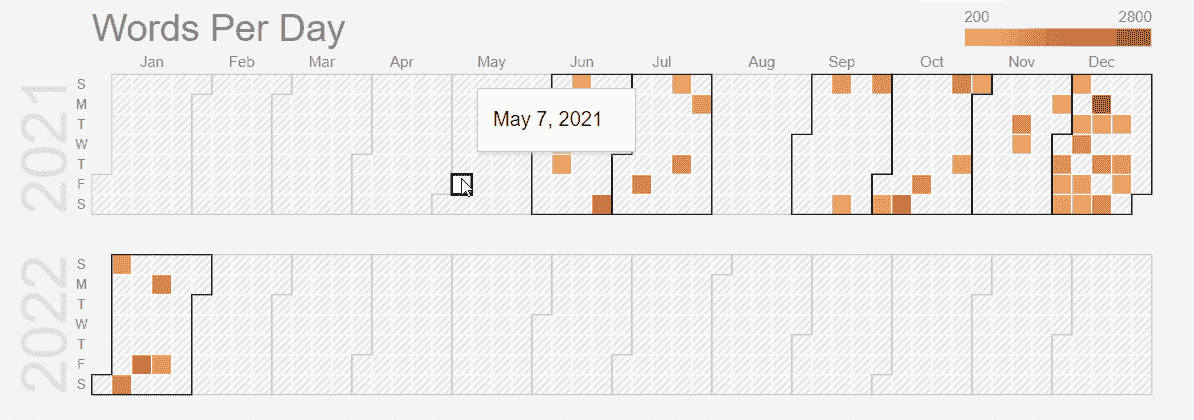 Words Per Day
200 2800
Jan Feb Mar Apr May Jun Jul Aug Sep Oct Nov Dec
2021
S
M
T
W
T
F
S
May 7, 2021
2022
S
M
T
W
T
F
S